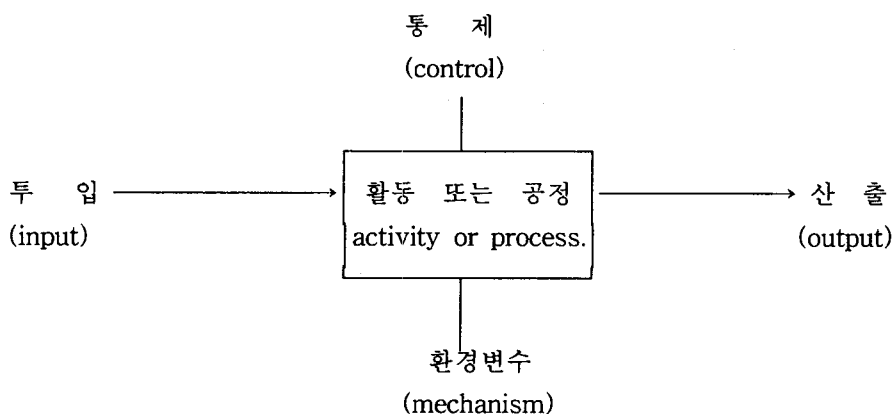 통 제
(control)
투 입
(input)
활동 또는 공정
activity or process.
산 출
(output)
환경변수
(mechanism)